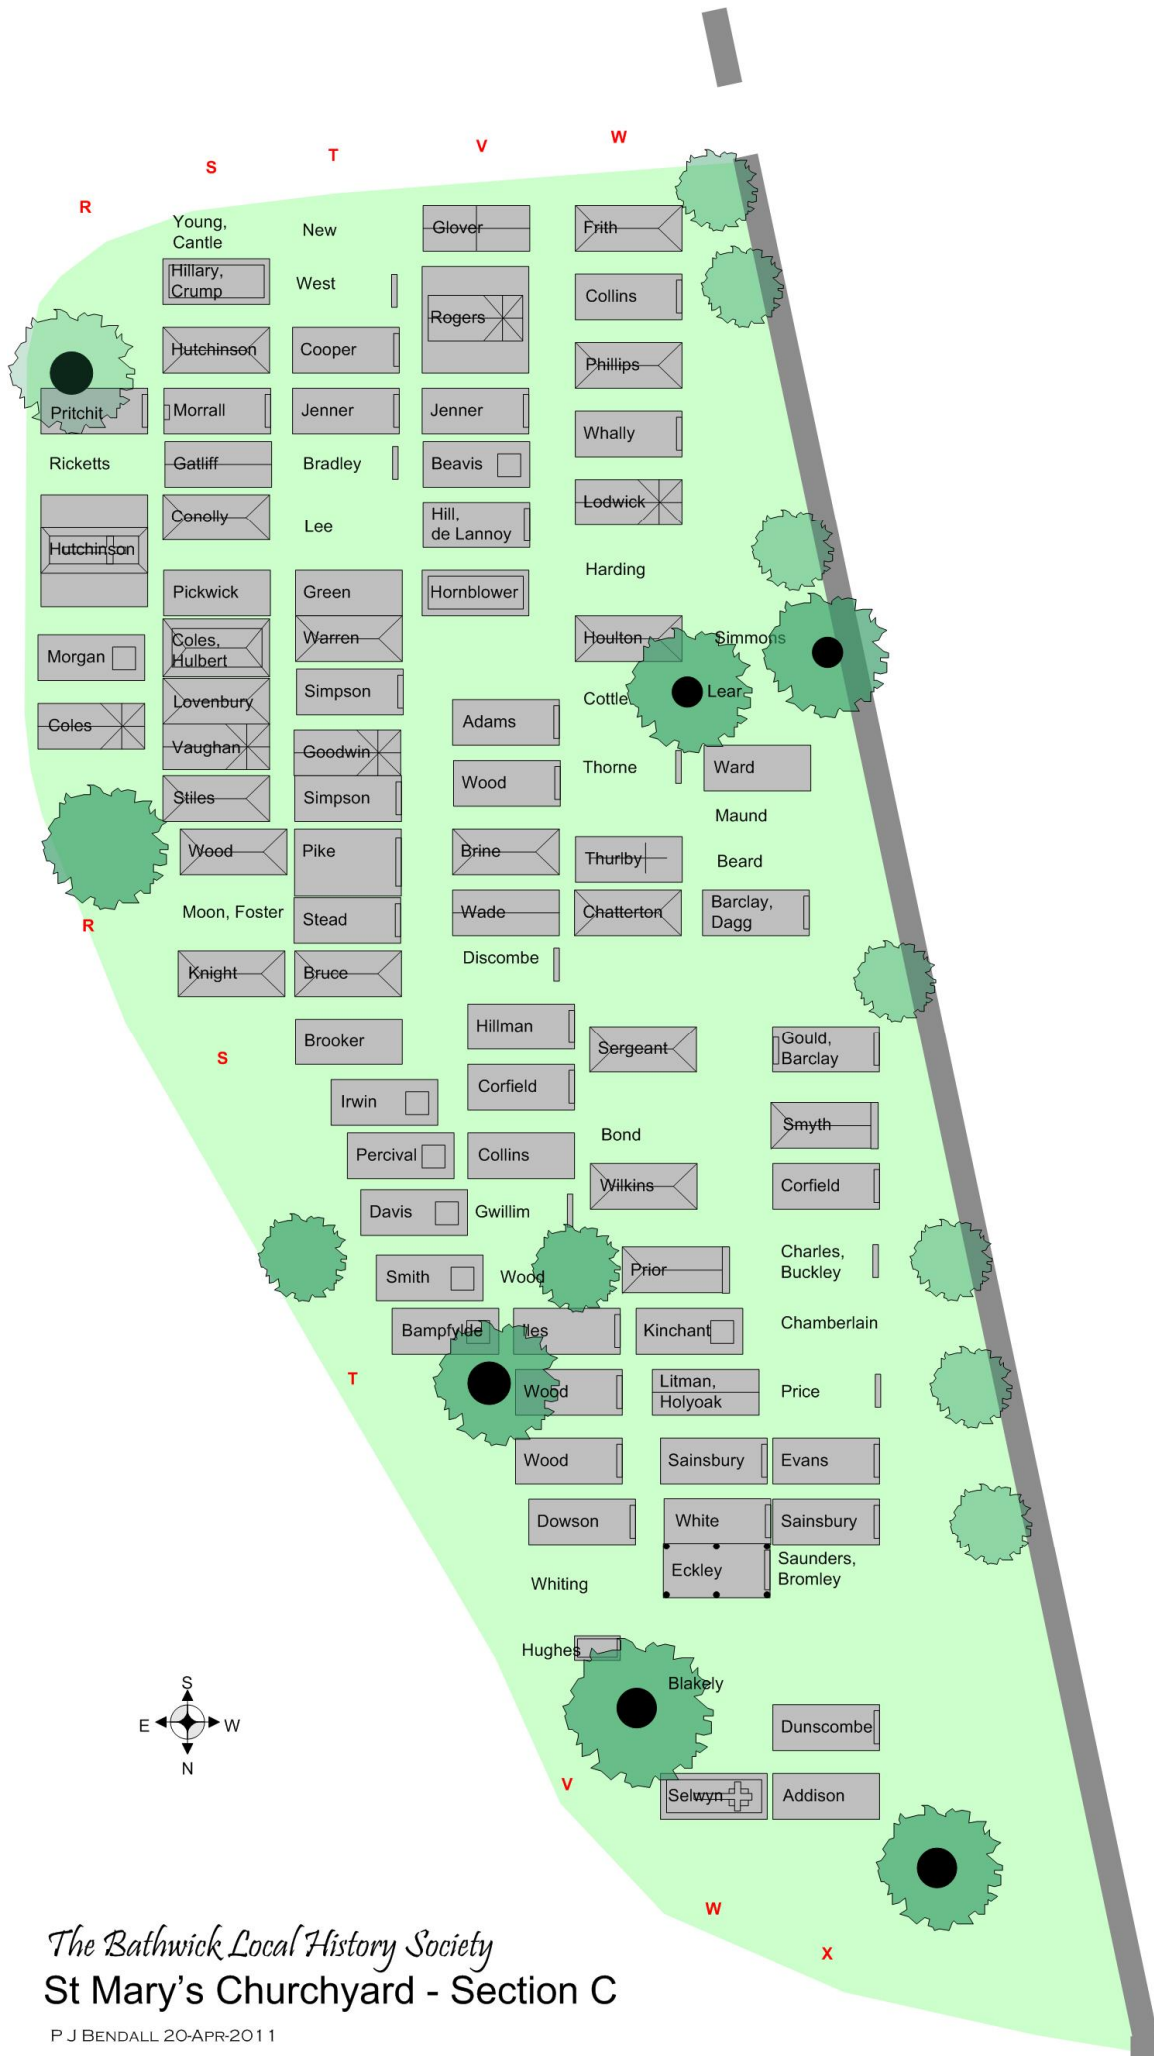 W
V
T
S
R
Young,
Cantle
New
Glover
Frith
Hillary,
Crump
West
Collins
Rogers
Hutchinson
Cooper
Phillips
Pritchit
Morrall
Jenner
Jenner
Whally
Ricketts
Gatliff
Bradley
Beavis
Lodwick
Conolly
Lee
Hill,
de Lannoy
Hutchinson
Harding
Pickwick
Green
Hornblower
Morgan
Coles,
Hulbert
Warren
Houlton
Simmons
Simpson
Cottle
Lear
Coles
Lovenbury
Adams
Vaughan
Goodwin
Thorne
Ward
Stiles
Simpson
Wood
Maund
Wood
Pike
Brine
Thurlby
Beard
Moon, Foster
Stead
Wade
Chatterton
Barclay,
Dagg
R
Knight
Bruce
Discombe
Brooker
Hillman
Sergeant
Gould,
Barclay
S
Irwin
Corfield
Smyth
Percival
Collins
Bond
Davis
Gwillim
Wilkins
Corfield
Smith
Wood
Prior
Charles,
Buckley
Bampfylde
Iles
Kinchant
Chamberlain
T
Wood
Litman,
Holyoak
Price
Wood
Sainsbury
Evans
Dowson
White
Sainsbury
Whiting
Eckley
Saunders,
Bromley
Hughes
Blakely
S
E
W
N
Dunscombe
V
Selwyn
Addison
W
X
The Bathwick Local History Society
St Mary's Churchyard - Section C
P J Bendall 20-Apr-2011